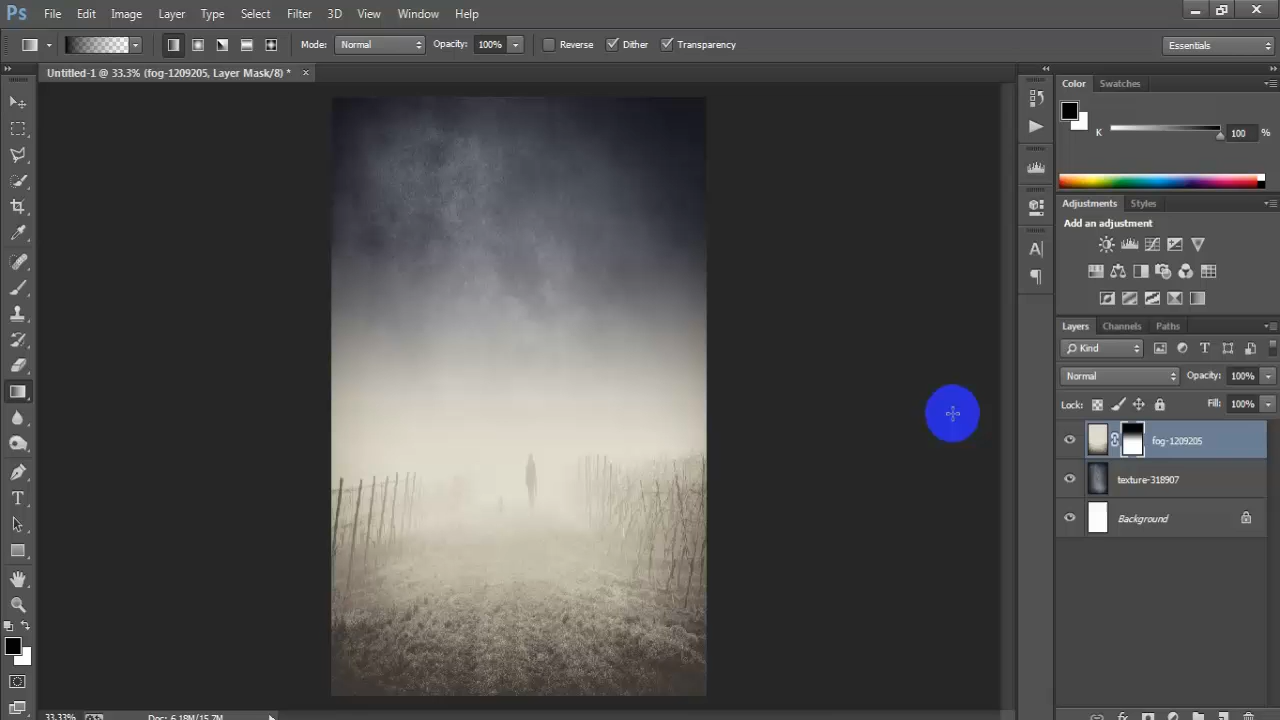 Ps File Edit Image Layer Type Select Filter 3D View Window Help
Mode: Normal Opacity: 100% Reverse Dither Transparency Essentials
Untitled-1 @ 33.3% (fog-1209205, Layer Mask/8) *
Color Swatches
K 100 %
Adjustments Styles
Add an adjustment
Layers Channels Paths
Kind
Normal Opacity: 100%
Lock: Fill: 100%
fog-1209205
texture-318907
Background
33.33% Doc: 6.18M/15.7M